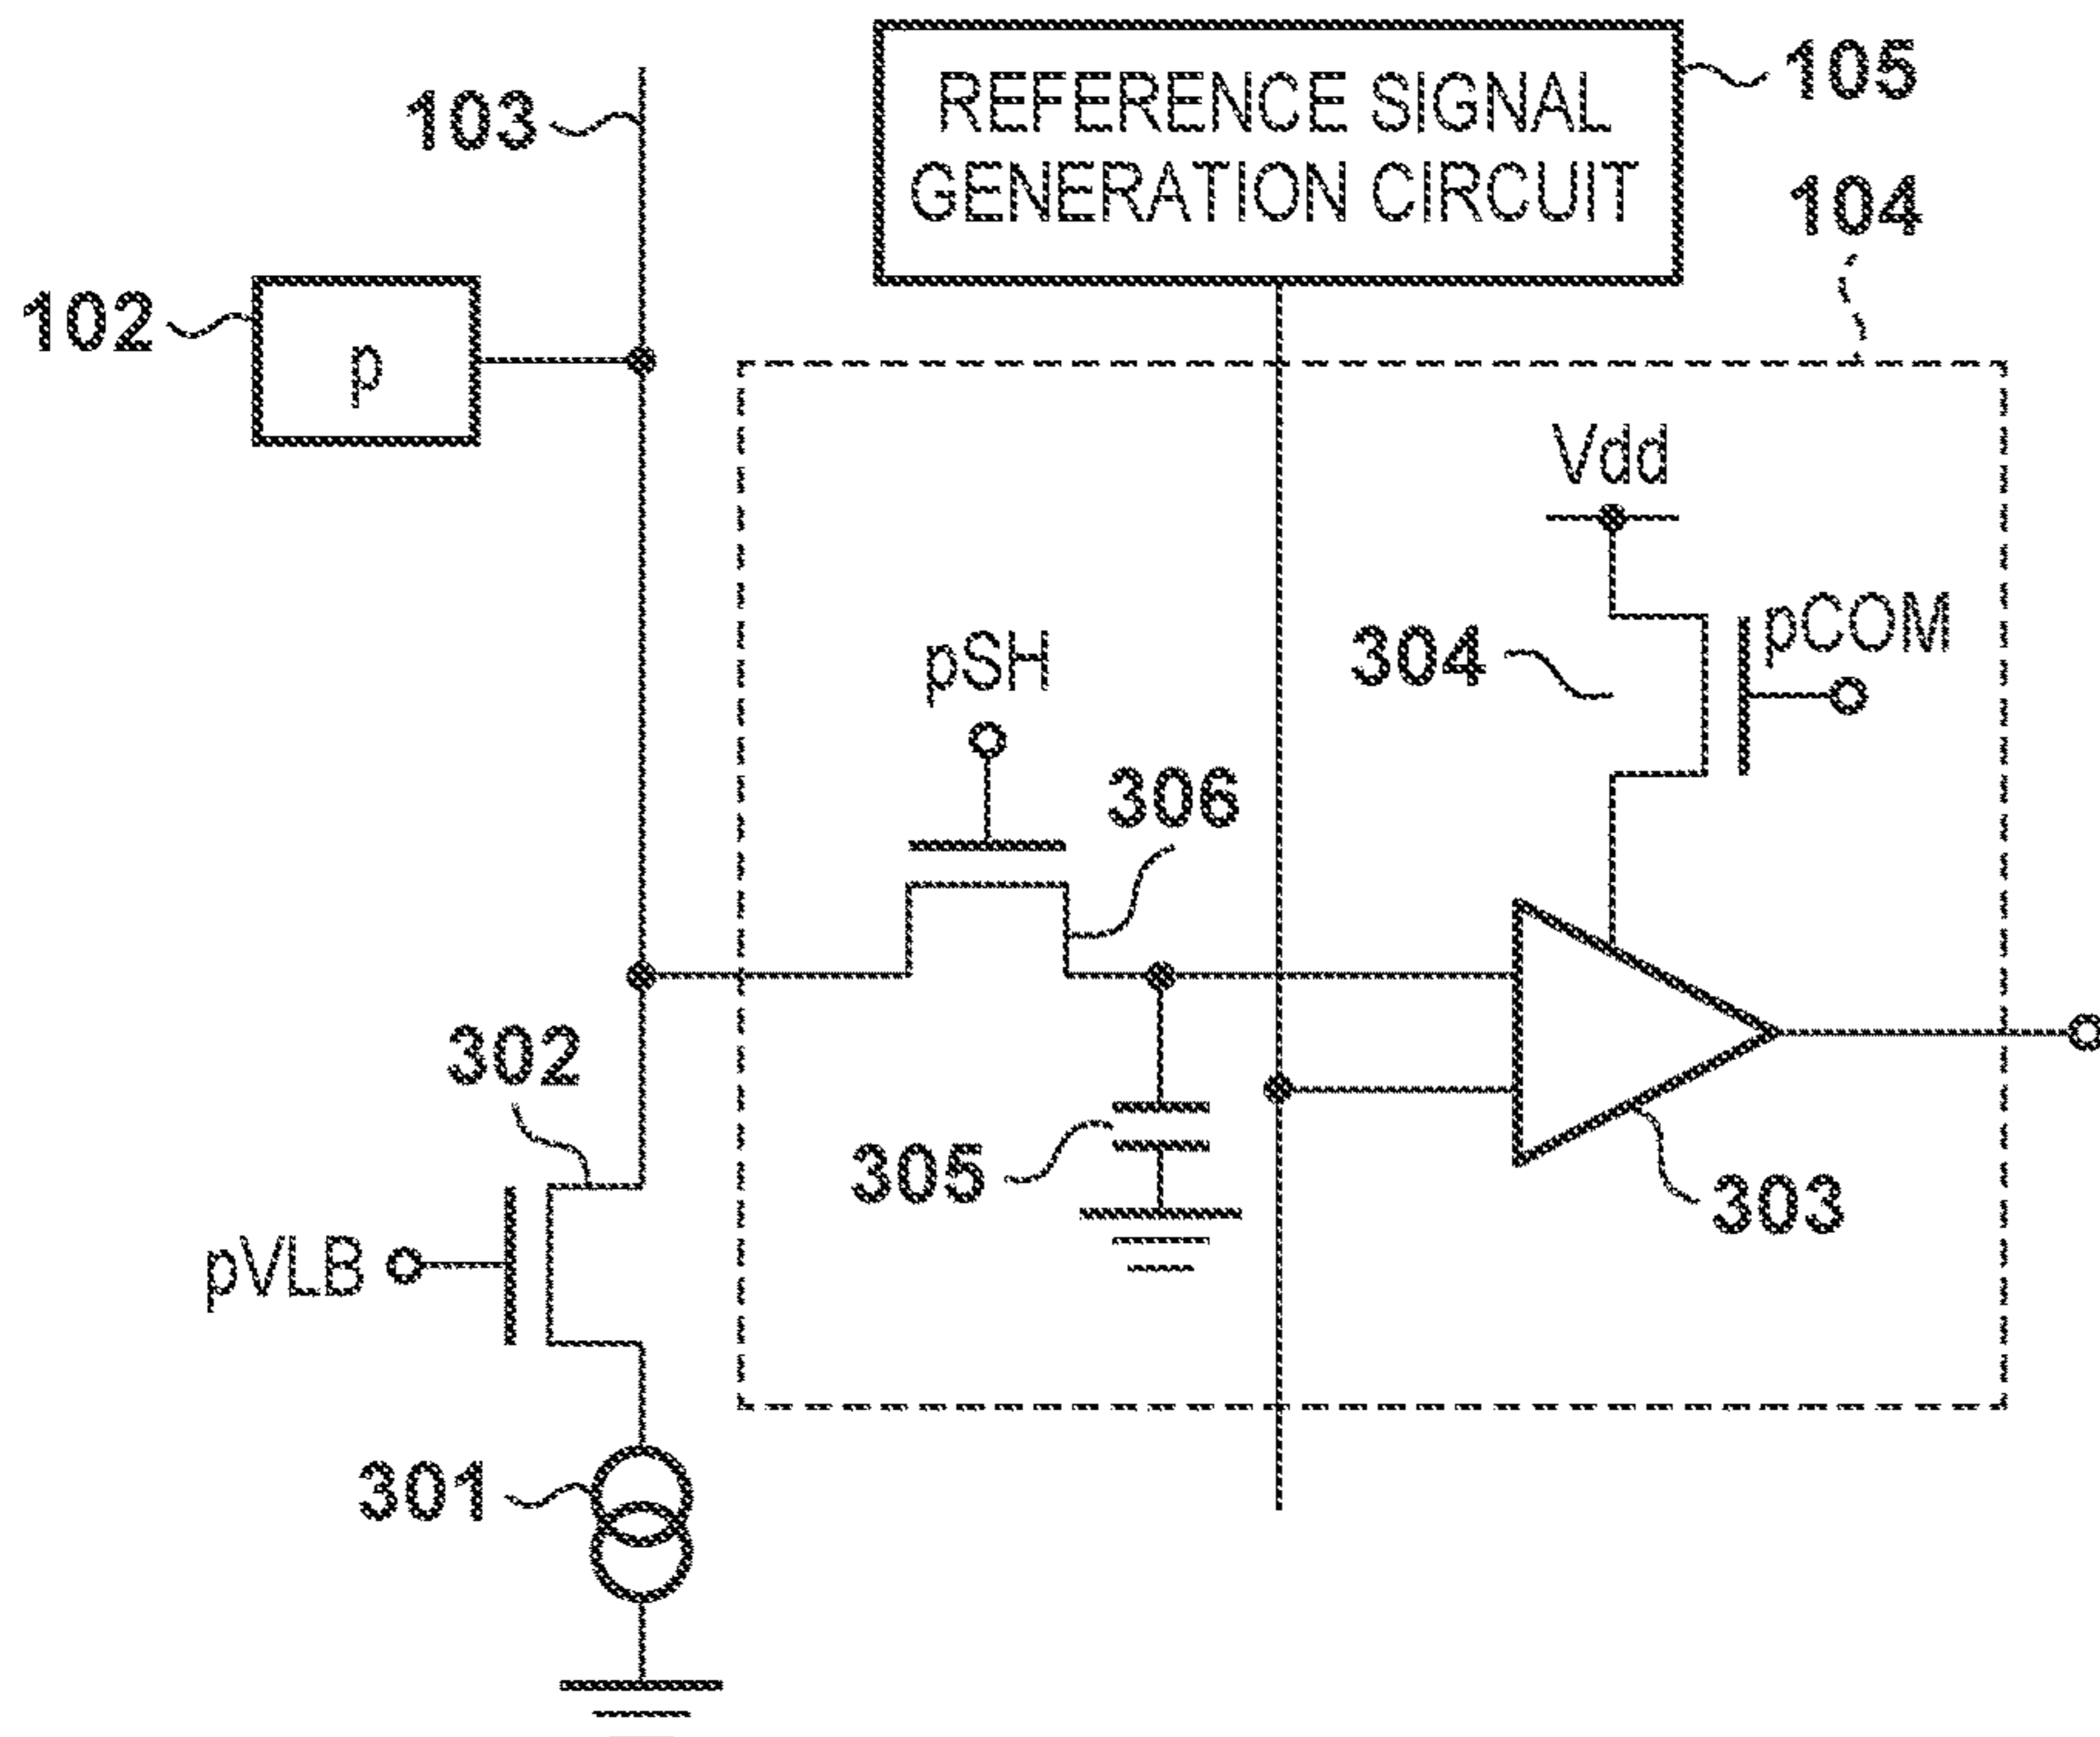 103
REFERENCE SIGNAL
GENERATION CIRCUIT
105
104
102
p
Vdd
pSH
304
pCOM
306
302
305
303
pVLB
301